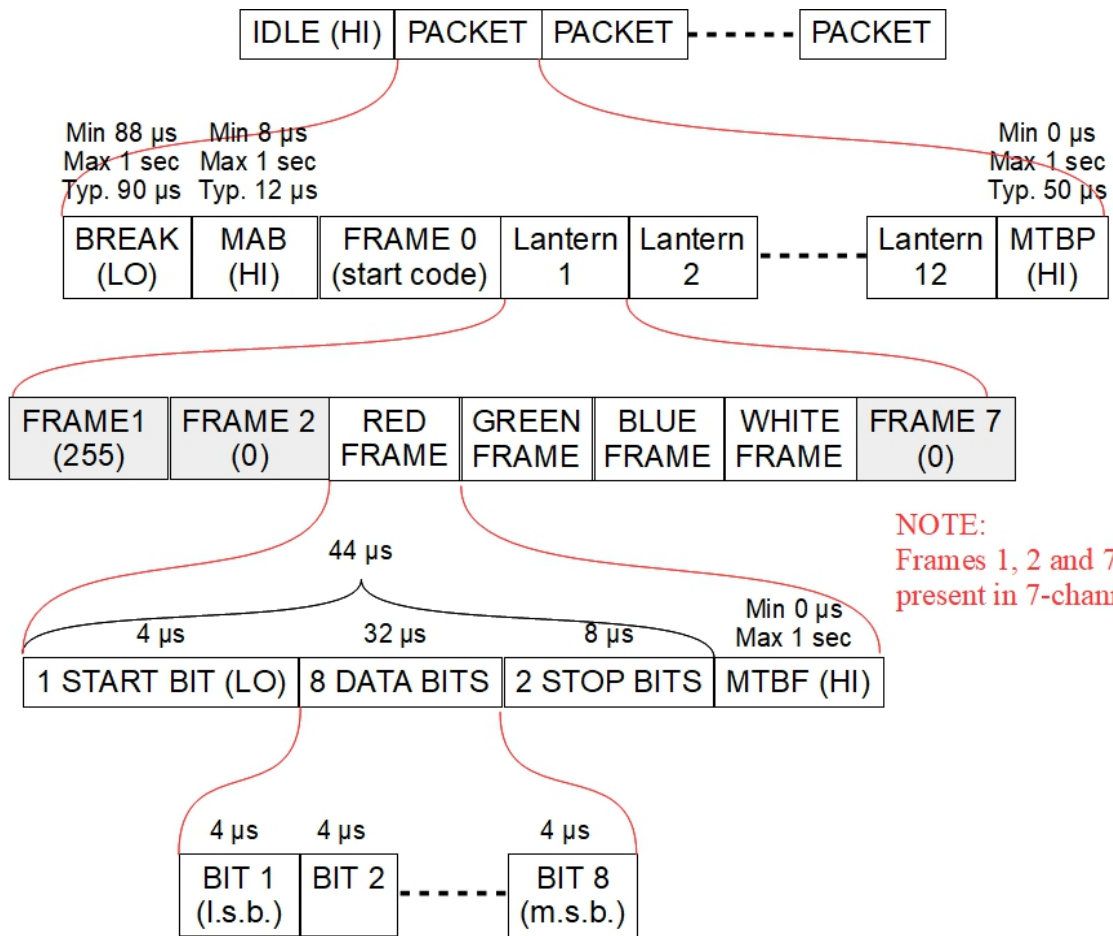 IDLE (HI) PACKET PACKET PACKET
Min 88 µs Min 8 µs Min 0 µs
Max 1 sec Max 1 sec Max 1 sec
Typ. 90 µs Typ. 12 µs Typ. 50 µs
BREAK MAB FRAME 0 Lantern Lantern Lantern MTBP
(LO) (HI) (start code) 1 2 12 (HI)
FRAME1 FRAME 2 RED GREEN BLUE WHITE FRAME 7
(255) (0) FRAME FRAME FRAME FRAME (0)
NOTE:
Frames 1, 2 and 7
present in 7-chan
44 µs
Min 0 µs
4 µs 32 µs 8 µs Max 1 sec
1 START BIT (LO) 8 DATA BITS 2 STOP BITS MTBF (HI)
4 µs 4 µs 4 µs
BIT 1 BIT 2 BIT 8
(l.s.b.) (m.s.b.)